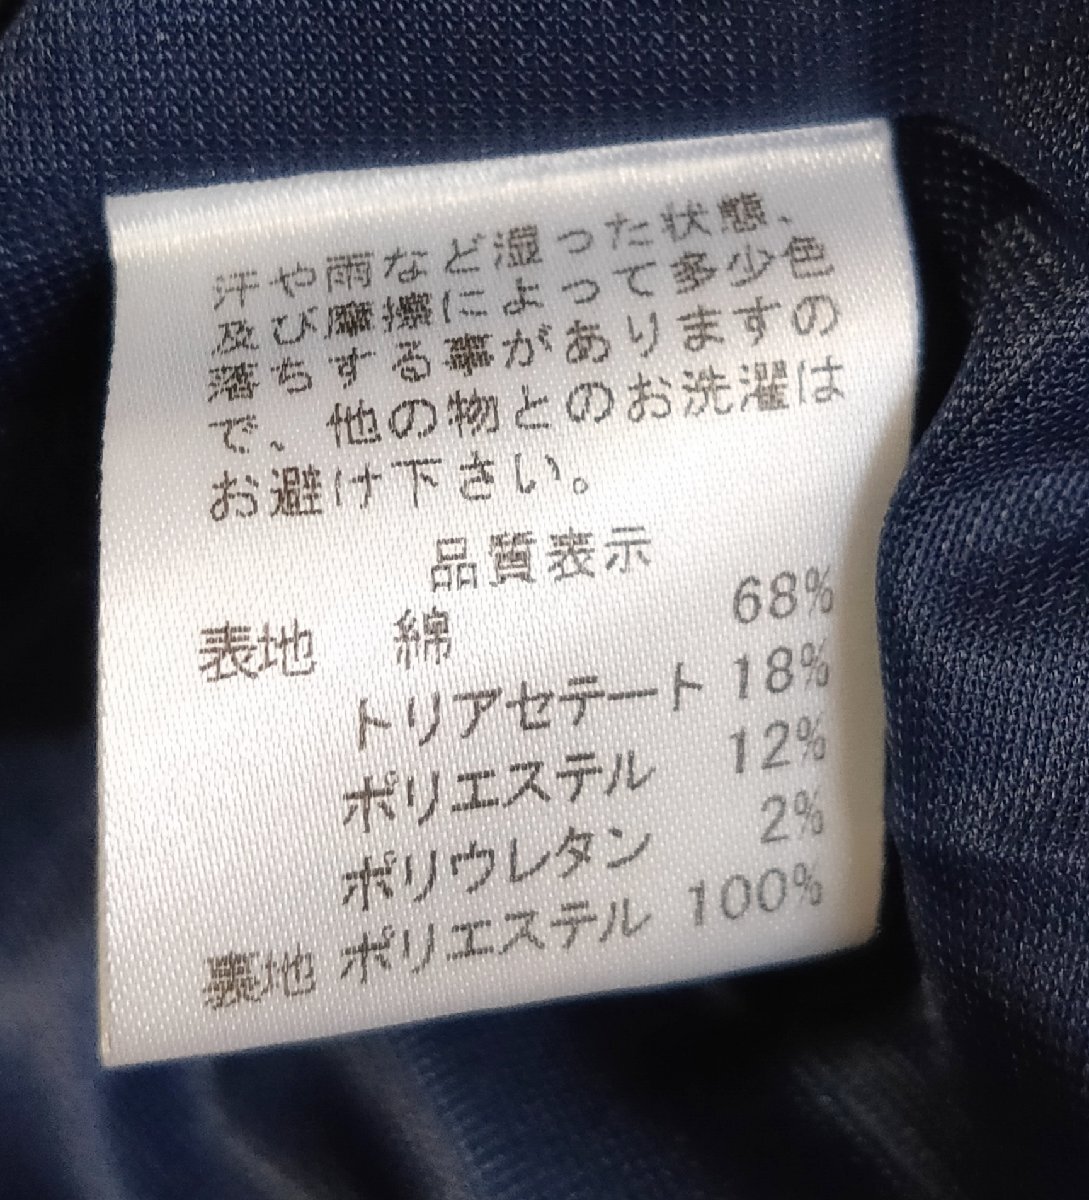 汗や雨など湿った状態、
及び摩擦によって多少色
落ちする事がありますの
で、他の物とのお洗濯は
お避け下さい。
品質表示
表地 綿 68%
トリアセテート 18%
ポリエステル 12%
ポリウレタン 2%
裏地 ポリエステル 100%